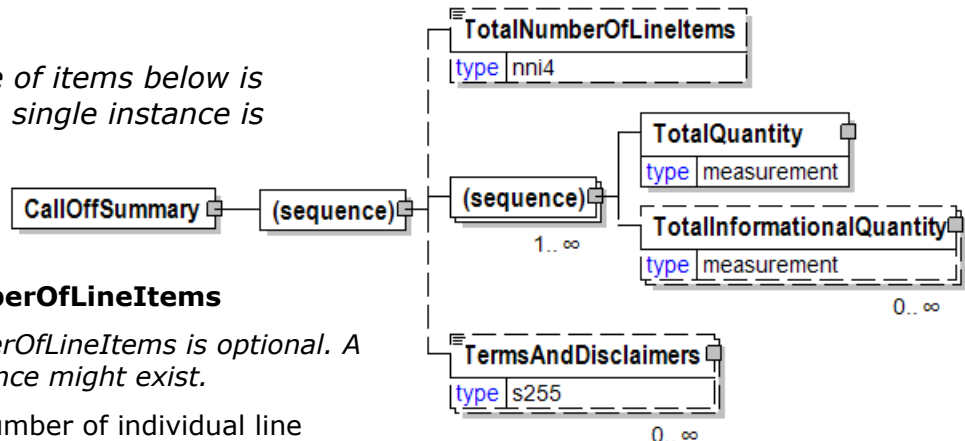 TotalNumberOfLineItems
type nni4
e of items below is
single instance is
TotalQuantity
type measurement
CallOffSummary
(sequence)
(sequence)
1.. ∞
TotalInformationalQuantity
type measurement
0.. ∞
berOfLineItems
erOfLineItems is optional. A
nce might exist.
umber of individual line
TermsAndDisclaimers
type s255
0.. ∞